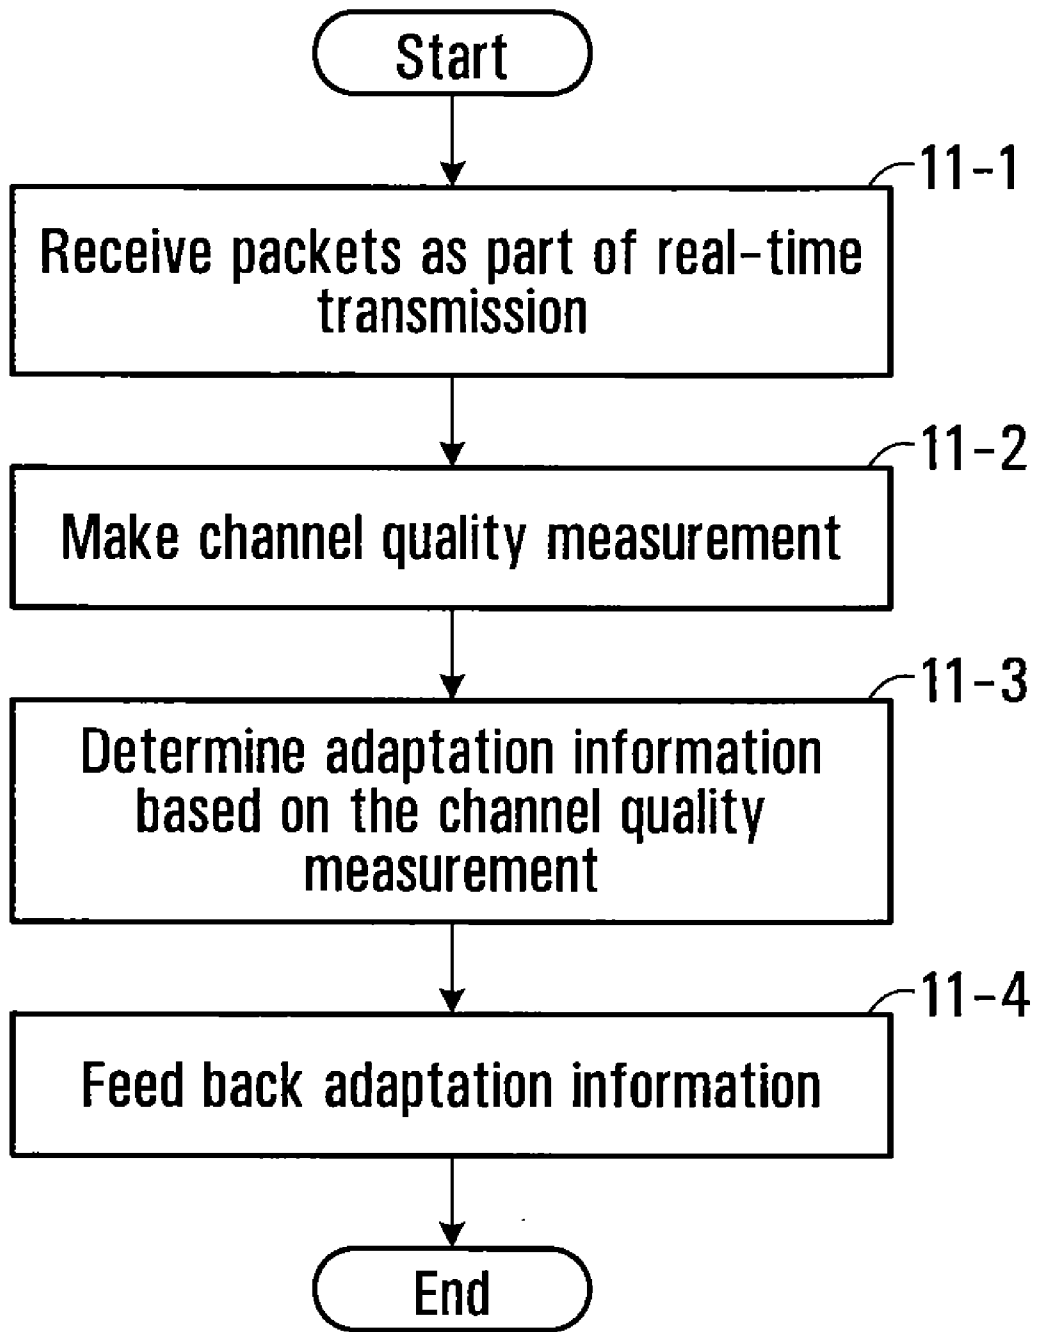 Start
11-1
Receive packets as part of real-time
transmission
11-2
Make channel quality measurement
11-3
Determine adaptation information
based on the channel quality
measurement
11-4
Feed back adaptation information
End